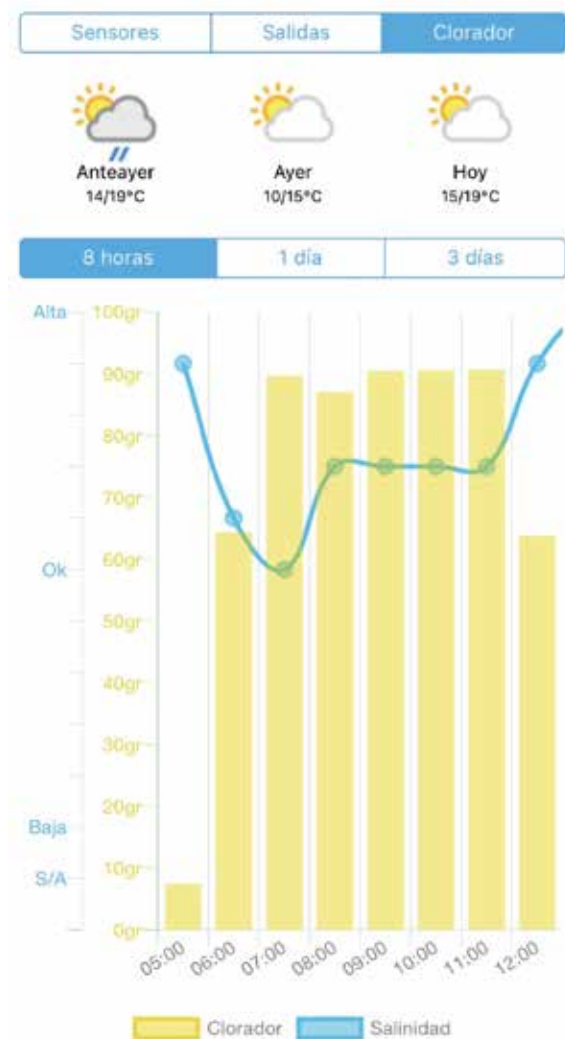 Sensores Salidas Clorador
Anteayer Ayer Hoy
14/19°C 10/15°C 15/19°C
8 horas 1 día 3 días
Alta 100gr
90gr
80gr
70gr
Ok 60gr
50gr
40gr
30gr
20gr
Baja
10gr
S/A
0gr
05:00 06:00 07:00 08:00 09:00 10:00 11:00 12:00
Clorador Salinidad